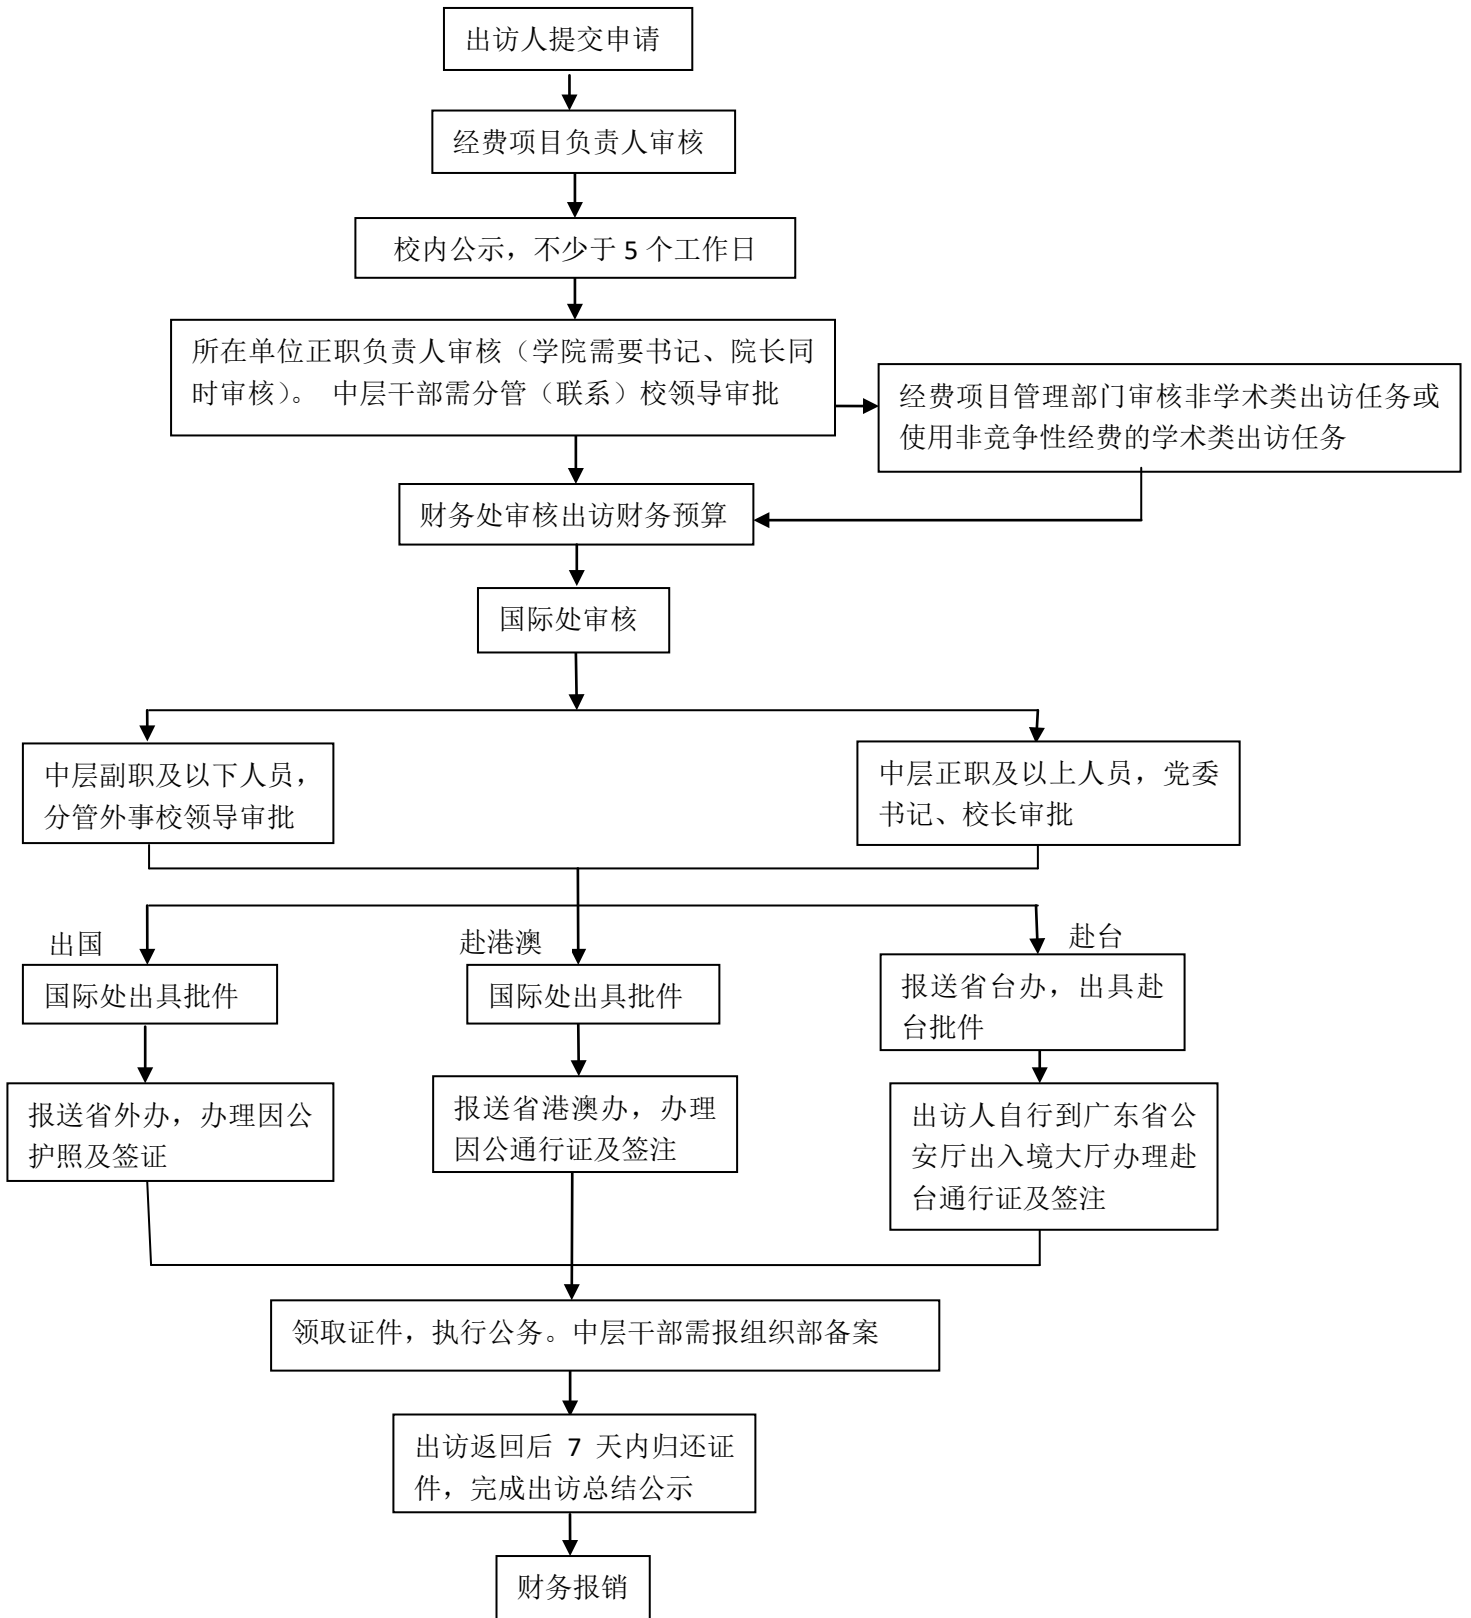 出访人提交申请
经费项目负责人审核
校内公示，不少于 5 个工作日
所在单位正职负责人审核（学院需要书记、院长同
时审核）。 中层干部需分管（联系）校领导审批
经费项目管理部门审核非学术类出访任务或
使用非竞争性经费的学术类出访任务
财务处审核出访财务预算
国际处审核
中层副职及以下人员，
分管外事校领导审批
中层正职及以上人员，党委
书记、校长审批
出国
赴港澳
赴台
国际处出具批件
国际处出具批件
报送省台办，出具赴
台批件
报送省外办，办理因公
护照及签证
报送省港澳办，办理
因公通行证及签注
出访人自行到广东省公
安厅出入境大厅办理赴
台通行证及签注
领取证件，执行公务。中层干部需报组织部备案
出访返回后 7 天内归还证
件，完成出访总结公示
财务报销